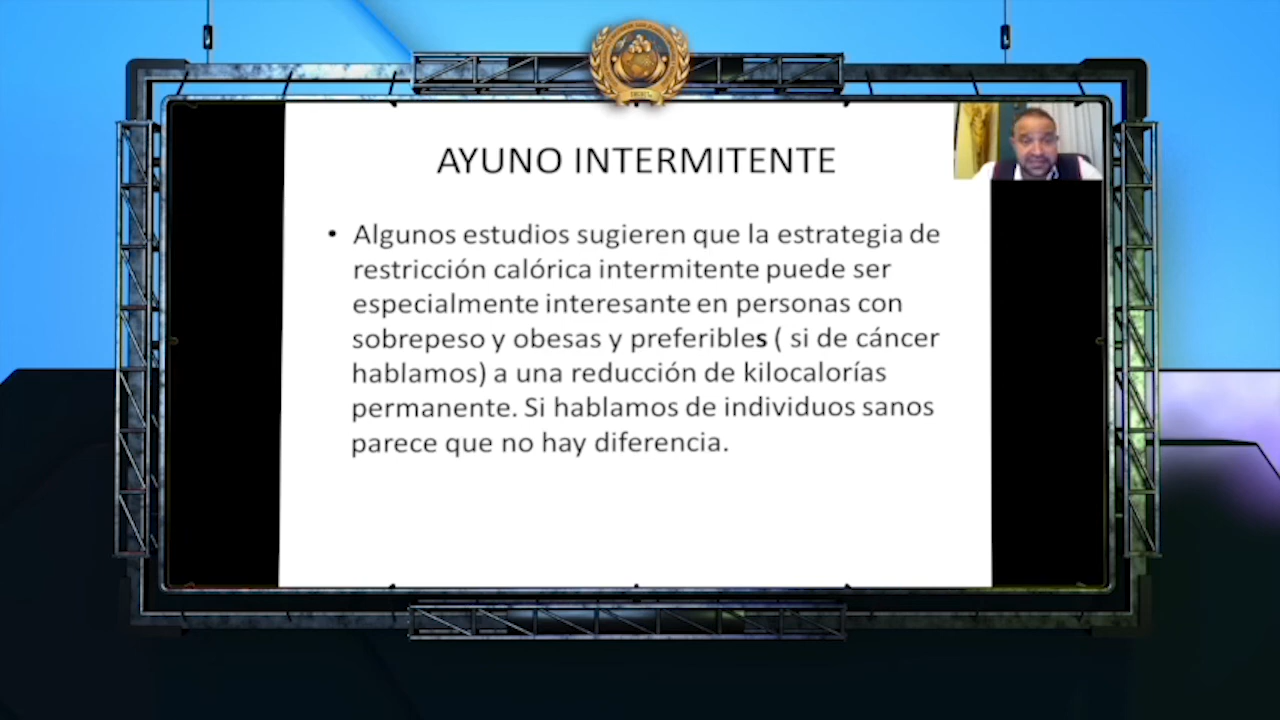 AYUNO INTERMITENTE
• Algunos estudios sugieren que la estrategia de
restricción calórica intermitente puede ser
especialmente interesante en personas con
sobrepeso y obesas y preferibles ( si de cáncer
hablamos) a una reducción de kilocalorías
permanente. Si hablamos de individuos sanos
parece que no hay diferencia.